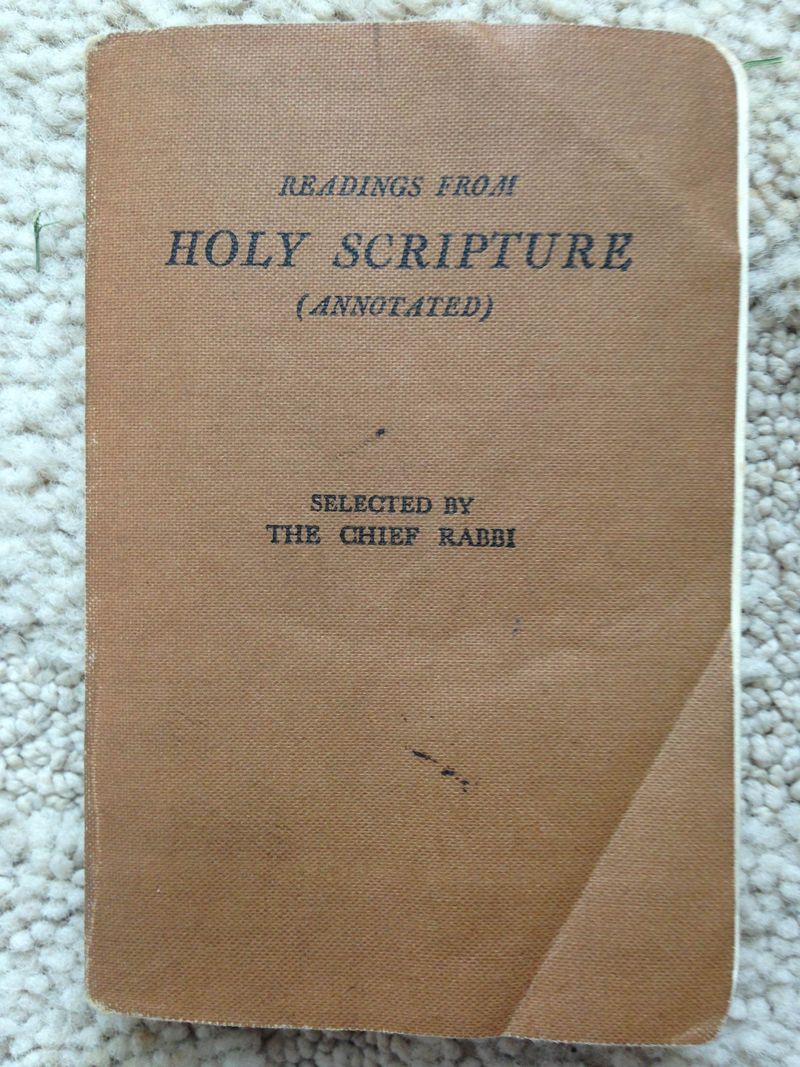 READINGS FROM
HOLY SCRIPTURE
(ANNOTATED)
SELECTED BY
THE CHIEF RABBI